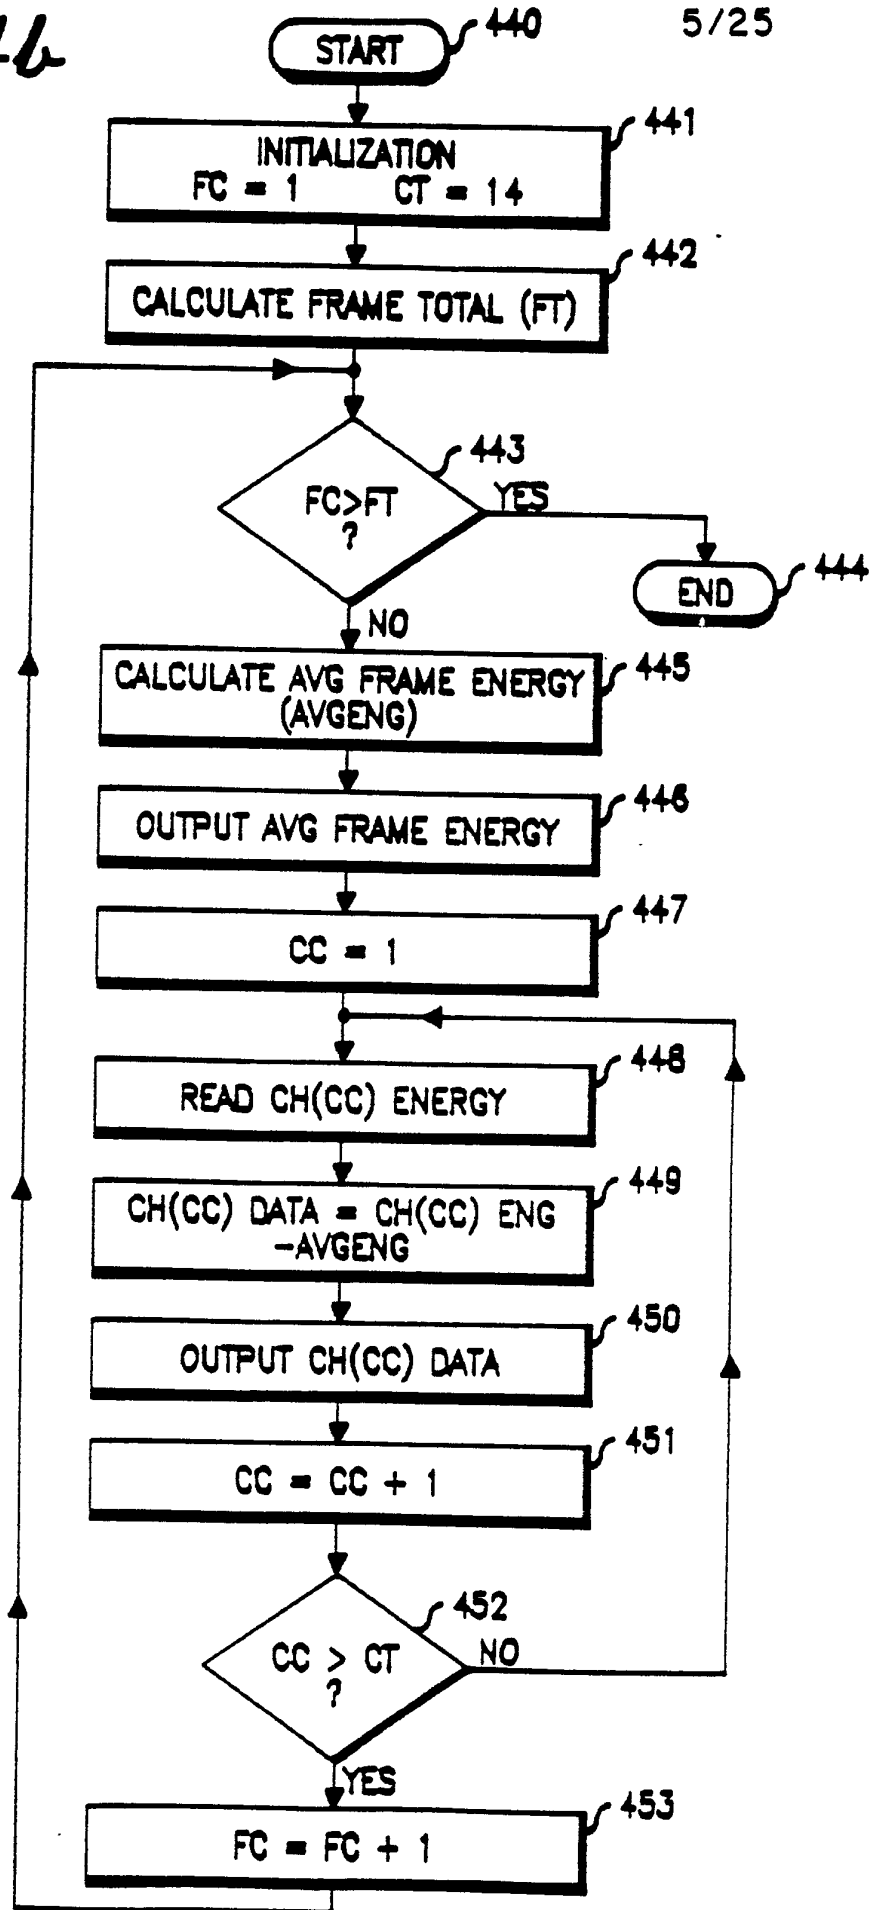 5/25
START 440
INITIALIZATION 441
FC = 1 CT = 14
442
CALCULATE FRAME TOTAL (FT)
443
FC>FT
?
YES
END 444
NO
CALCULATE AVG FRAME ENERGY 445
(AVGENG)
OUTPUT AVG FRAME ENERGY 446
CC = 1 447
READ CH(CC) ENERGY 448
CH(CC) DATA = CH(CC) ENG 449
-AVGENG
OUTPUT CH(CC) DATA 450
CC = CC + 1 451
452
CC > CT
?
NO
YES
FC = FC + 1 453